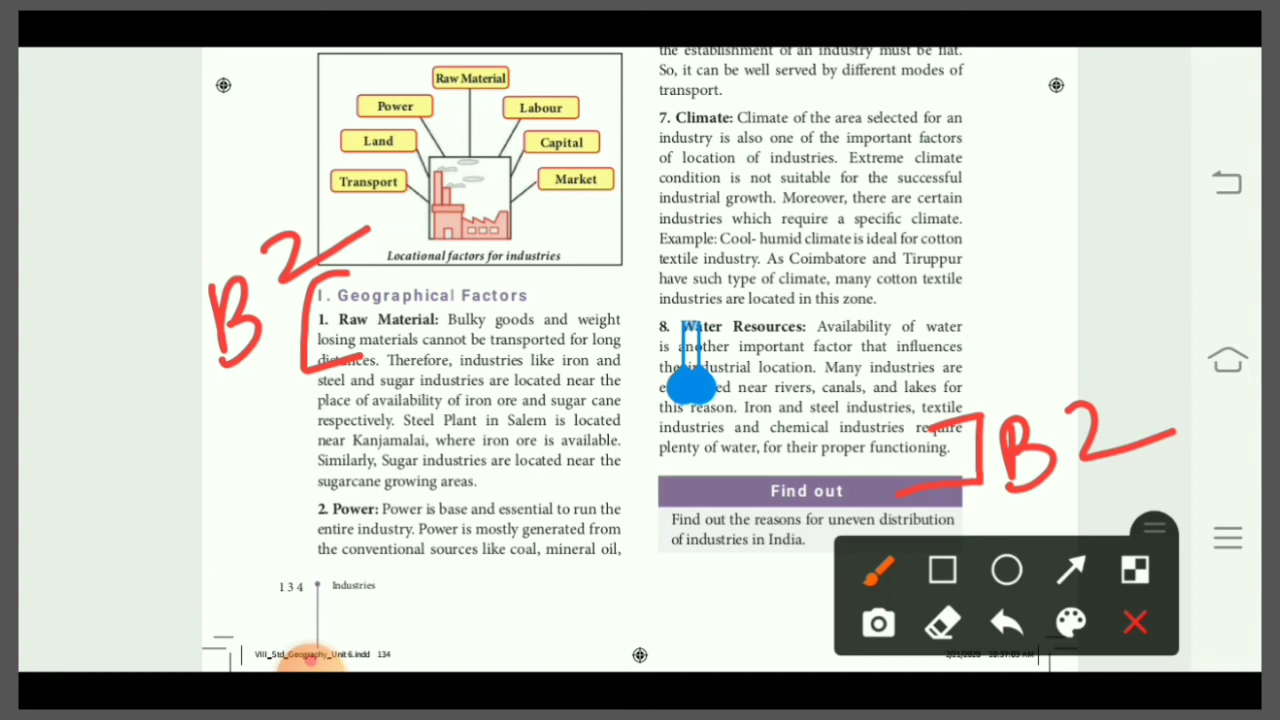 Raw Material
Power
Labour
Land
Capital
Transport
Market
Locational factors for industries
B2
I. Geographical Factors
1. Raw Material: Bulky goods and weight
losing materials cannot be transported for long
distances. Therefore, industries like iron and
steel and sugar industries are located near the
place of availability of iron ore and sugar cane
respectively. Steel Plant in Salem is located
near Kanjamalai, where iron ore is available.
Similarly, Sugar industries are located near the
sugarcane growing areas.
2. Power: Power is base and essential to run the
entire industry. Power is mostly generated from
the conventional sources like coal, mineral oil,
the establishment of an industry must be flat.
So, it can be well served by different modes of
transport.
7. Climate: Climate of the area selected for an
industry is also one of the important factors
of location of industries. Extreme climate
condition is not suitable for the successful
industrial growth. Moreover, there are certain
industries which require a specific climate.
Example: Cool- humid climate is ideal for cotton
textile industry. As Coimbatore and Tiruppur
have such type of climate, many cotton textile
industries are located in this zone.
8. Water Resources: Availability of water
is another important factor that influences
the industrial location. Many industries are
ed near rivers, canals, and lakes for
this reason. Iron and steel industries, textile
industries and chemical industries require
plenty of water, for their proper functioning.
B2
Find out
Find out the reasons for uneven distribution
of industries in India.
134 Industries
VIII_Std_Geography_Unit 6.indd 134